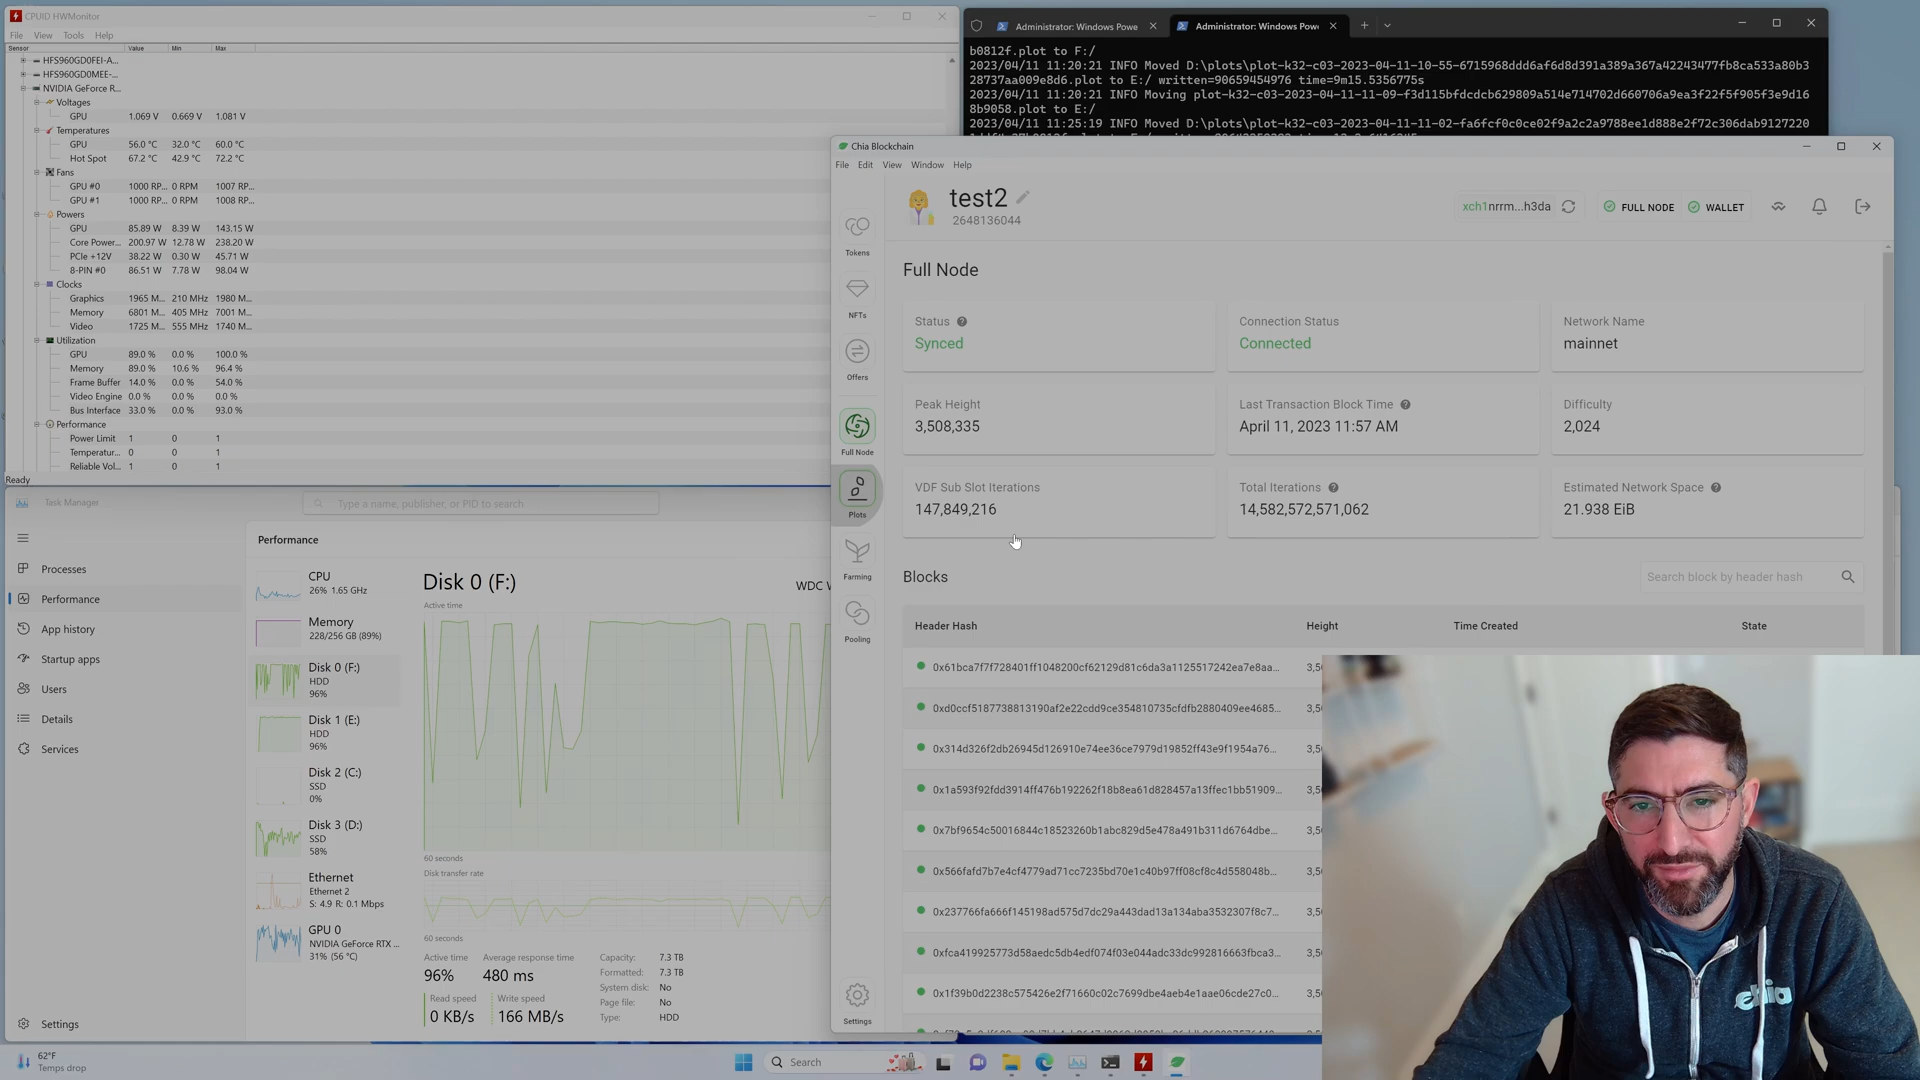 CPUID HWMonitor
File View Tools Help
Sensor Value Min Max
HFS960GD0FEI-A...
HFS960GD0MEE-...
NVIDIA GeForce R...
Voltages
GPU 1.069 V 0.669 V 1.081 V
Temperatures
GPU 56.0 °C 32.0 °C 60.0 °C
Hot Spot 67.2 °C 42.9 °C 72.2 °C
Fans
GPU #0 1000 RP... 0 RPM 1007 RP...
GPU #1 1000 RP... 0 RPM 1008 RP...
Powers
GPU 85.89 W 8.39 W 143.15 W
Core Power... 200.97 W 12.78 W 238.20 W
PCIe +12V 38.22 W 0.30 W 45.71 W
8-PIN #0 86.51 W 7.78 W 98.04 W
Clocks
Graphics 1965 M... 210 MHz 1980 M...
Memory 6801 M... 405 MHz 7001 M...
Video 1725 M... 555 MHz 1740 M...
Utilization
GPU 89.0 % 0.0 % 100.0 %
Memory 89.0 % 10.6 % 96.4 %
Frame Buffer 14.0 % 0.0 % 54.0 %
Video Engine 0.0 % 0.0 % 0.0 %
Bus Interface 33.0 % 0.0 % 93.0 %
Performance
Power Limit 1 0 1
Temperatur... 0 0 1
Reliable Vol... 1 0 1
Ready
Administrator: Windows Powe
Administrator: Windows Powe
b0812f.plot to F:/
2023/04/11 11:20:21 INFO Moved D:\plots\plot-k32-c03-2023-04-11-10-55-6715968ddd6af6d8d391a389a367a42243477fb8ca533a80b3
28737aa009e8d6.plot to E:/ written=90659454976 time=9m15.5356775s
2023/04/11 11:20:21 INFO Moving plot-k32-c03-2023-04-11-11-09-f3d115bfdcdcb629809a514e714702d660706a9ea3f22f5f905f3e9d16
8b9058.plot to E:/
2023/04/11 11:25:19 INFO Moved D:\plots\plot-k32-c03-2023-04-11-11-02-fa6fcf0c0ce02f9a2c2a9788ee1d888e2f72c306dab9127220
Chia Blockchain
File Edit View Window Help
test2
2648136044
xch1nrrm...h3da
FULL NODE
WALLET
Tokens
NFTs
Offers
Full Node
Plots
Farming
Pooling
Settings
Full Node
Status
Synced
Connection Status
Connected
Network Name
mainnet
Peak Height
3,508,335
Last Transaction Block Time
April 11, 2023 11:57 AM
Difficulty
2,024
VDF Sub Slot Iterations
147,849,216
Total Iterations
14,582,572,571,062
Estimated Network Space
21.938 EiB
Blocks
Search block by header hash
Header Hash Height Time Created State
0x61bca7f7f728401ff1048200cf62129d81c6da3a1125517242ea7e8aa...
0xd0ccf5187738813190af2e22cdd9ce354810735cfdfb2880409ee4685...
0x314d326f2db26945d126910e74ee36ce7979d19852ff43e9f1954a76...
0x1a593f92fdd3914ff476b192262f18b8ea61d828457a13ffec1bb51909...
0x7bf9654c50016844c18523260b1abc829d5e478a491b311d6764dbe...
0x566fafd7b7e4cf4779ad71cc7235bd70e1c40b97ff08cf8c4d558048b...
0x237766fa666f145198ad575d7dc29a443dad13a134aba3532307f8c7...
0xfca419925773d58aedc5db4edf074f03e044adc33dc992816663fbca3...
0x1f39b0d2238c575426e2f71660c02c7699dbe4aeb4e1aae06cde27c0...
Task Manager
Type a name, publisher, or PID to search
Processes
Performance
App history
Startup apps
Users
Details
Services
Settings
Performance
CPU
26% 1.65 GHz
Memory
228/256 GB (89%)
Disk 0 (F:)
HDD
96%
Disk 1 (E:)
HDD
96%
Disk 2 (C:)
SSD
0%
Disk 3 (D:)
SSD
58%
Ethernet
Ethernet 2
S: 4.9 R: 0.1 Mbps
GPU 0
NVIDIA GeForce RTX ...
31% (56 °C)
Disk 0 (F:)
WDC
Active time
60 seconds
Disk transfer rate
60 seconds
Active time
96%
Average response time
480 ms
Read speed
0 KB/s
Write speed
166 MB/s
Capacity: 7.3 TB
Formatted: 7.3 TB
System disk: No
Page file: No
Type: HDD
chia
62°F
Temps drop
Search